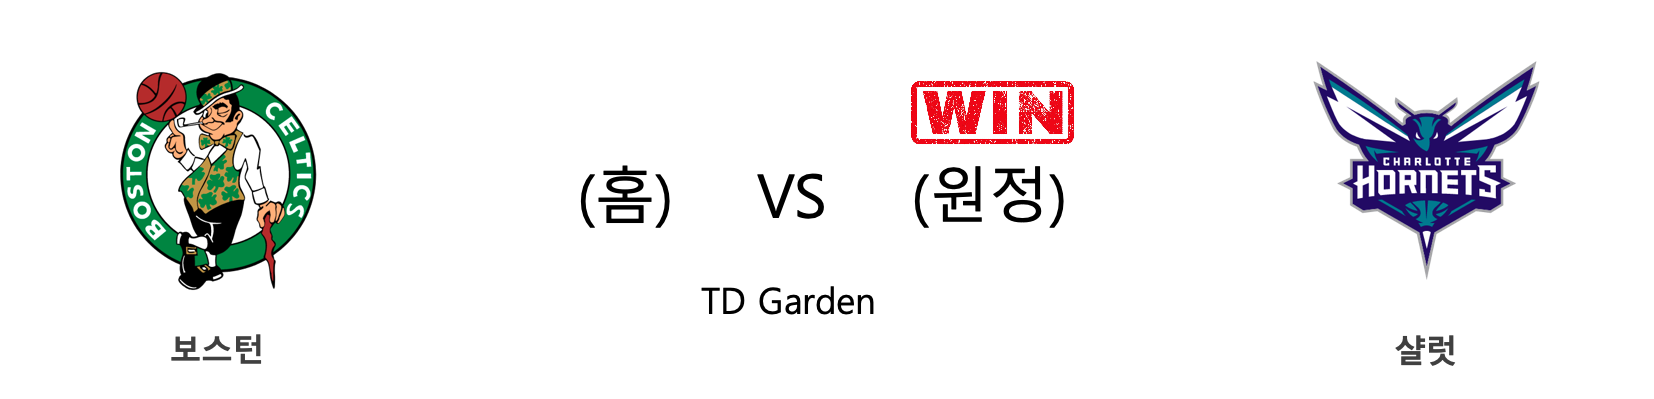 BOSTON CELTICS
WIN
CHARLOTTE
HORNETS
(홈) VS (원정)
TD Garden
보스턴
샬럿